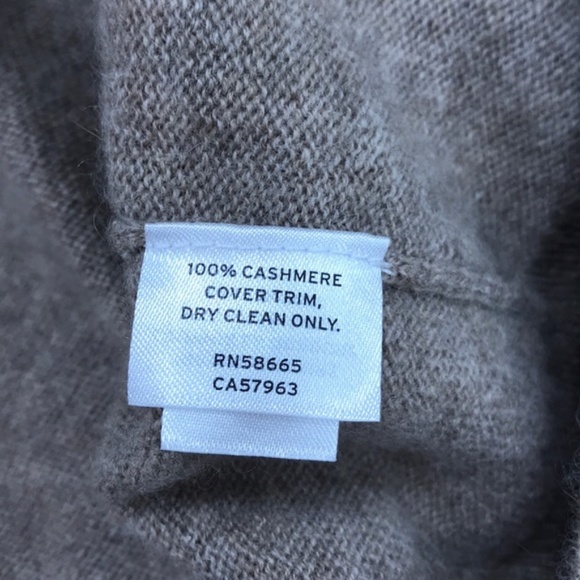 100% CASHMERE
COVER TRIM,
DRY CLEAN ONLY.
RN58665
CA57963